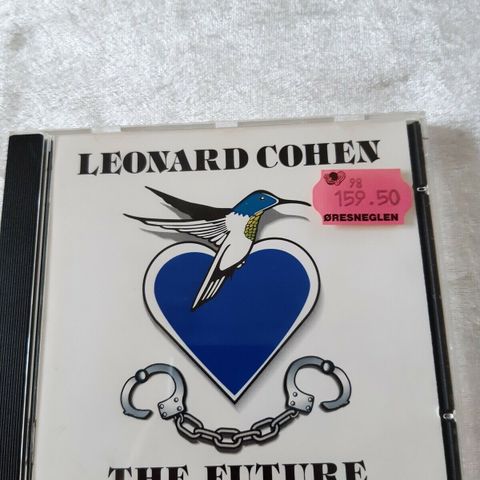 LEONARD COHEN
98
159.50
ØRESNEGLEN
THE FUTURE